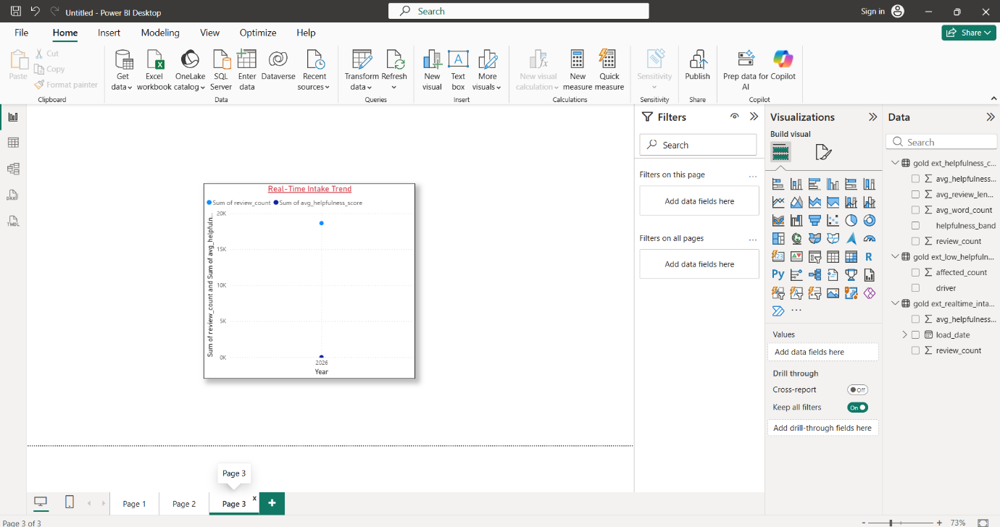 Untitled - Power BI Desktop
Search
Sign in
File Home Insert Modeling View Optimize Help
Share
Paste
Cut
Copy
Format painter
Clipboard
Get data
Excel workbook
OneLake catalog
SQL Server
Enter data
Dataverse
Recent sources
Data
Transform data
Refresh
Queries
New visual
Text box
More visuals
Insert
New visual calculation
New measure
Quick measure
Calculations
Sensitivity
Sensitivity
Publish
Share
Prep data for AI
Copilot
Copilot
Real-Time Intake Trend
Sum of review_count Sum of avg_helpfulness_score
Sum of review_count and Sum of avg_helpfuln...
20K
15K
10K
5K
0K
2026
Year
Filters
Search
Filters on this page ...
Add data fields here
Filters on all pages ...
Add data fields here
Visualizations
Build visual
123
R
Py
...
Values
Add data fields here
Drill through
Cross-report Off
Keep all filters On
Add drill-through fields here
Data
Search
gold ext_helpfulness_c...
avg_helpfulness...
avg_review_len...
avg_word_count
helpfulness_band
review_count
gold ext_low_helpfuln...
affected_count
driver
gold ext_realtime_inta...
avg_helpfulness...
load_date
review_count
DAX
TMDL
Page 3
Page 1 Page 2 Page 3 x +
Page 3 of 3
- + 73%